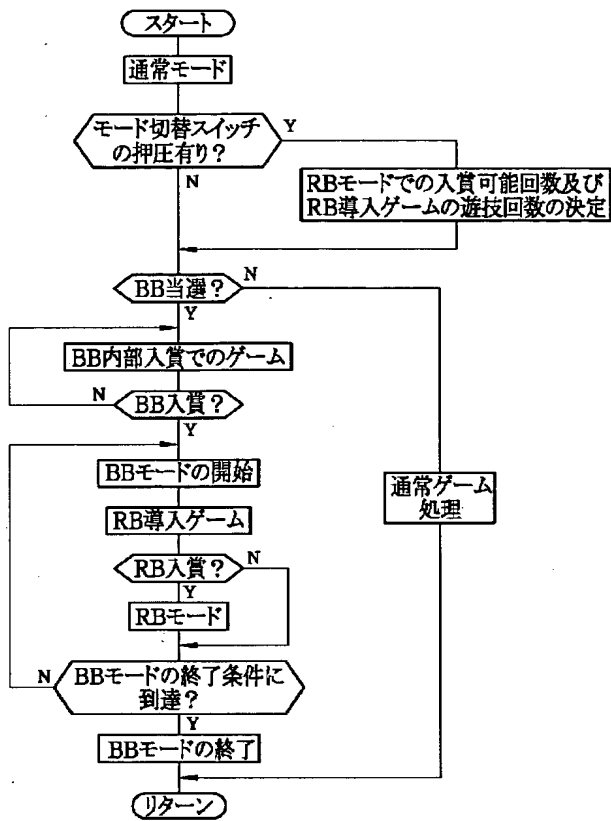 スタート
通常モード
モード切替スイッチ
の押圧有り?
Y
N
RBモードでの入賞可能回数及び
RB導入ゲームの遊技回数の決定
BB当選?
N
Y
BB内部入賞でのゲーム
N
BB入賞?
Y
BBモードの開始
RB導入ゲーム
通常ゲーム
処理
RB入賞?
N
Y
RBモード
N
BBモードの終了条件に
到達?
Y
BBモードの終了
リターン